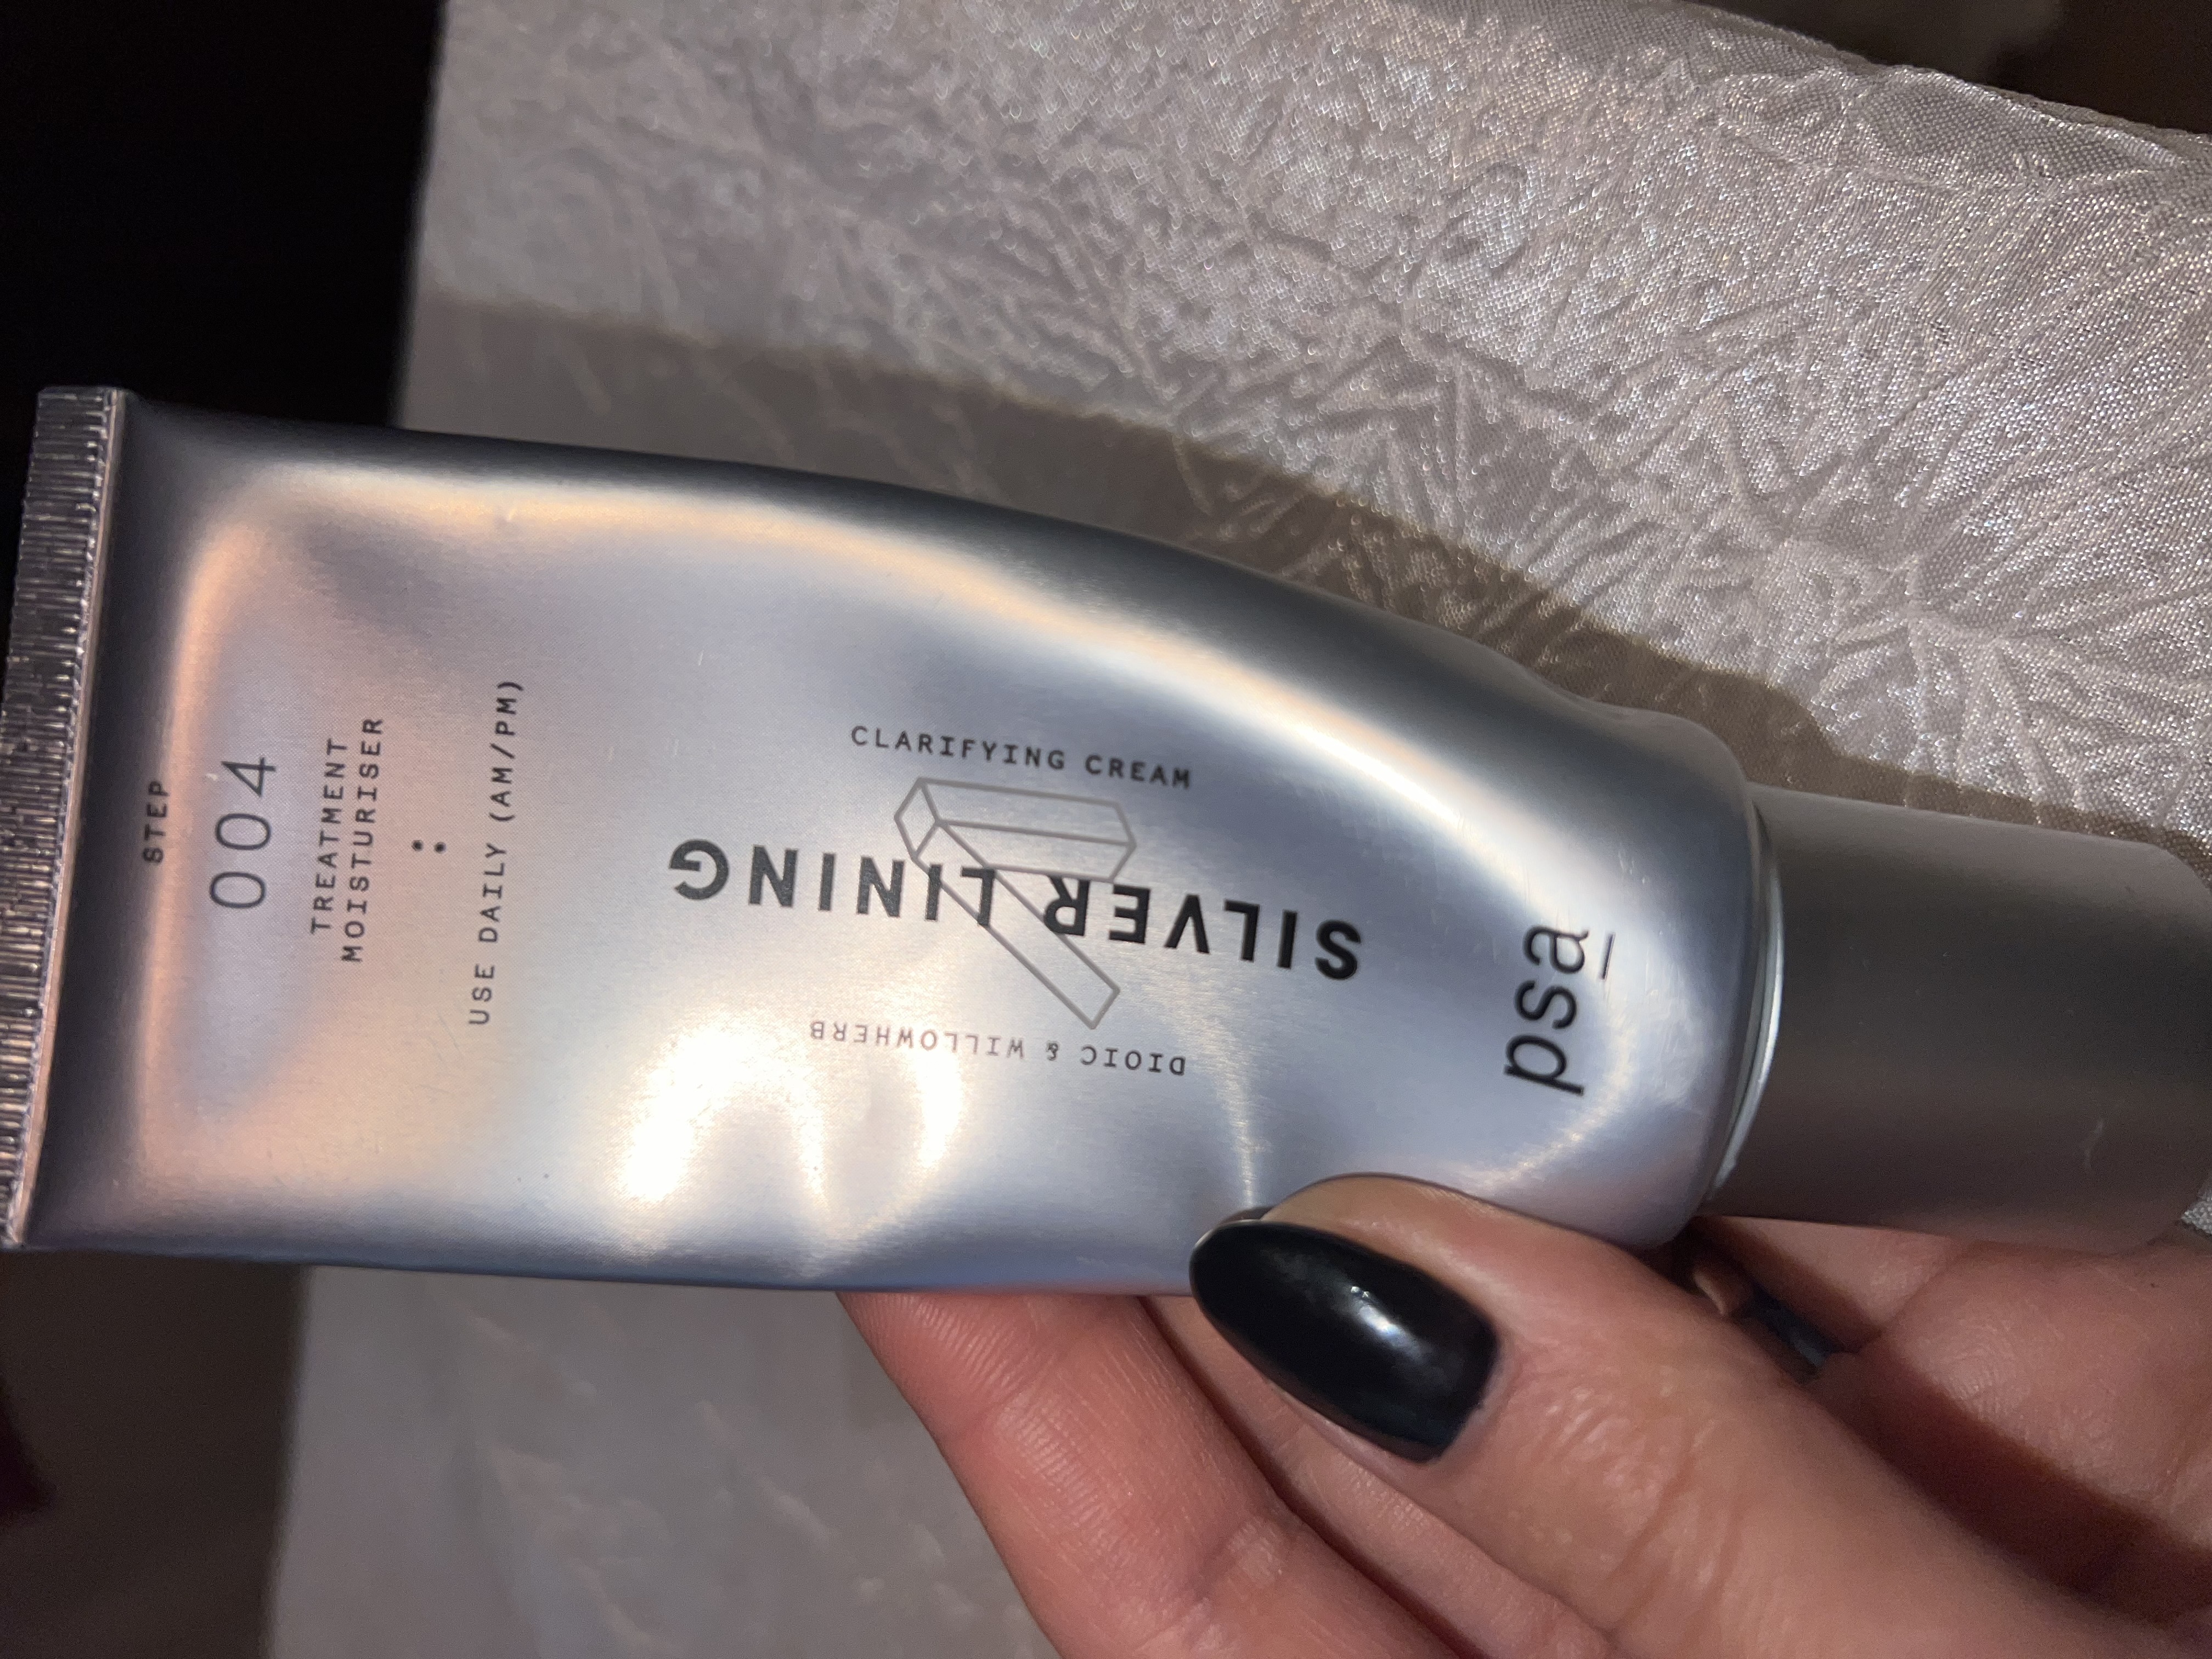 STEP
004
TREATMENT
MOISTURISER
:
USE DAILY (AM/PM)
CLARIFYING CREAM
SILVER LINING
DIOIC & WILLOWHERB
psa